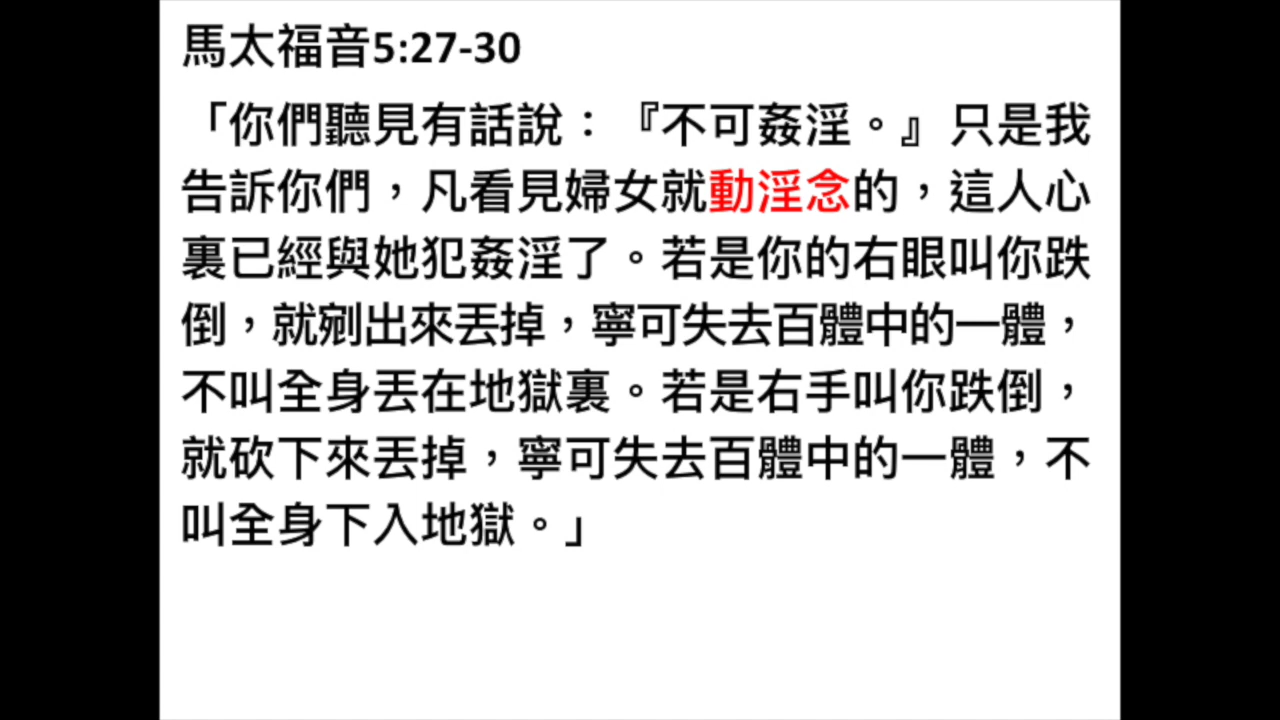 馬太福音5:27-30
「你們聽見有話說：『不可姦淫。』只是我
告訴你們，凡看見婦女就動淫念的，這人心
裏已經與她犯姦淫了。若是你的右眼叫你跌
倒，就剜出來丟掉，寧可失去百體中的一體，
不叫全身丟在地獄裏。若是右手叫你跌倒，
就砍下來丟掉，寧可失去百體中的一體，不
叫全身下入地獄。」